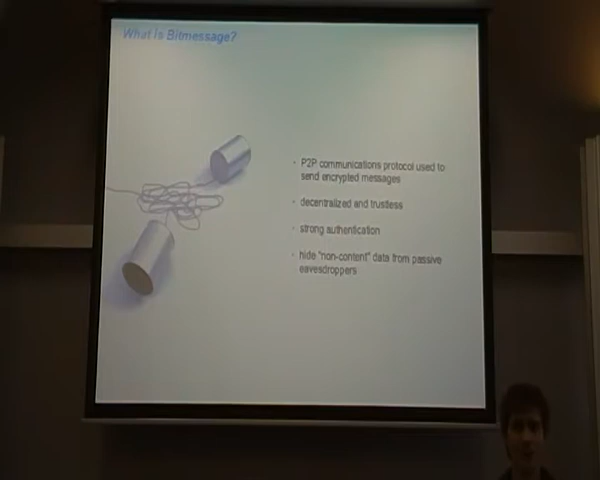 What Is Bitmessage?
· P2P communications protocol used to
send encrypted messages
· decentralized and trustless
· strong authentication
· hide "non-content" data from passive
eavesdroppers